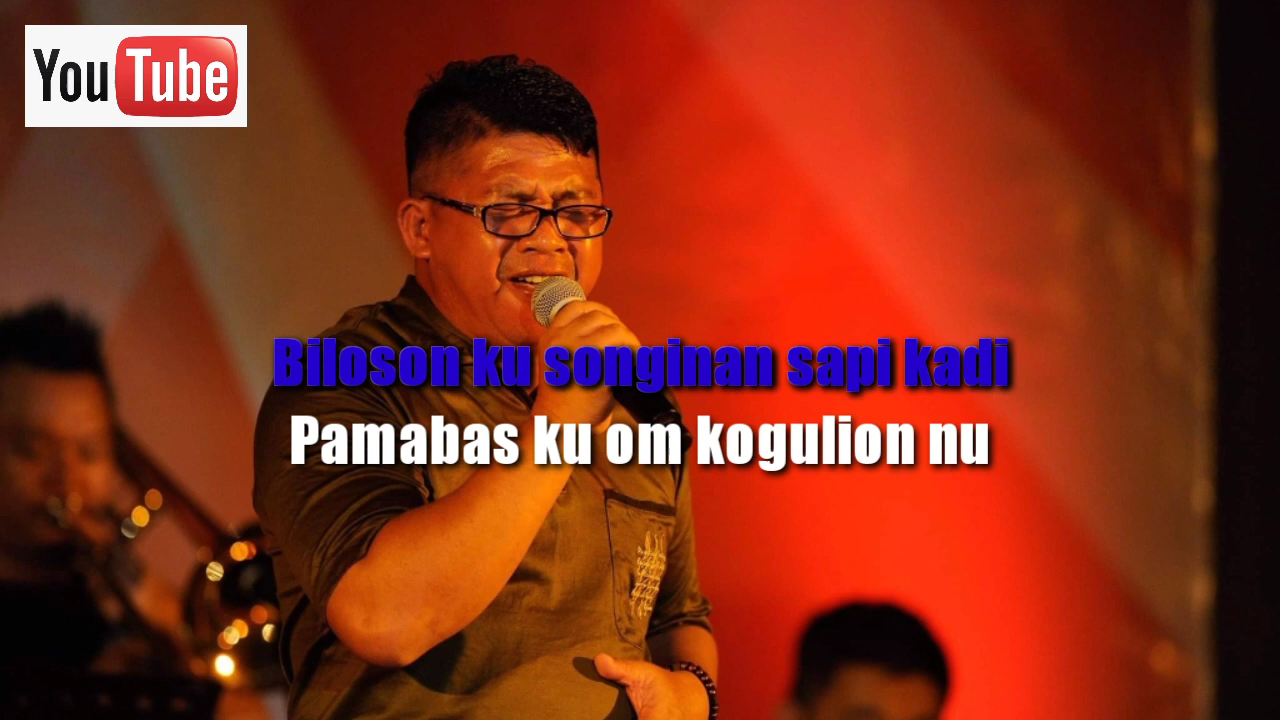 YouTube
Biloson ku songinan sapi kadi
Pamabas ku om kogulion nu